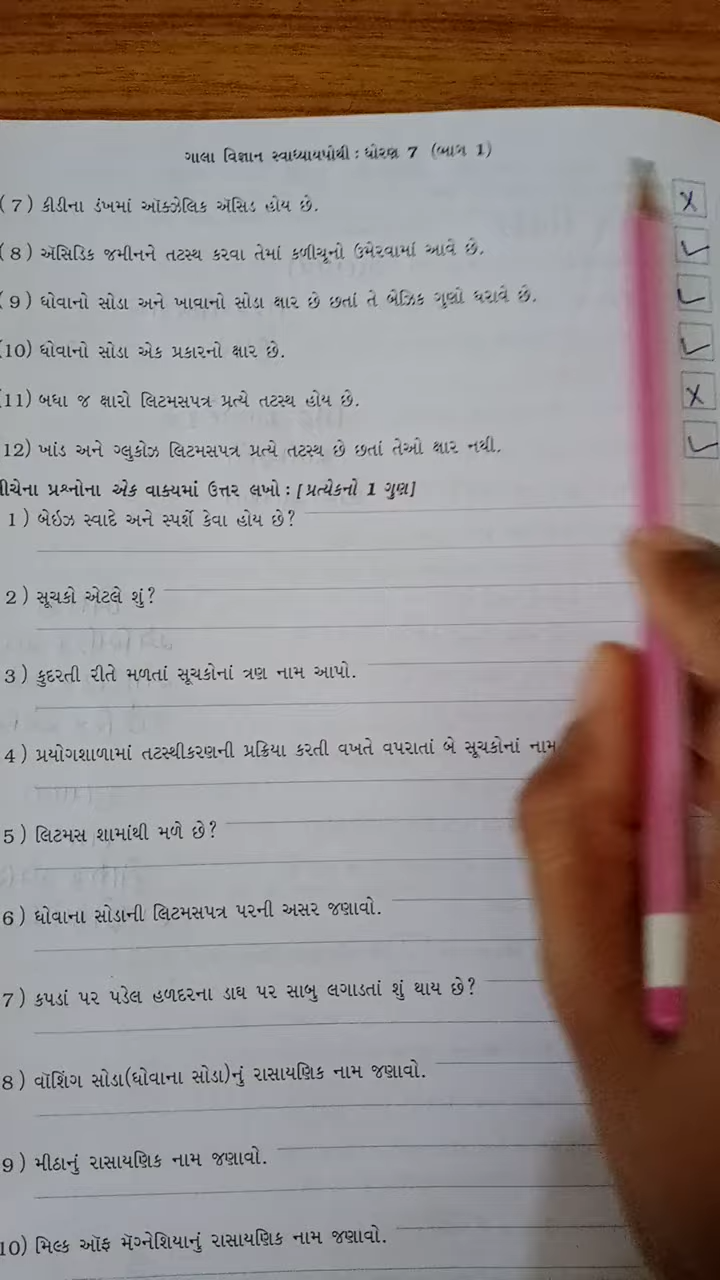 ગાલા વિજ્ઞાન સ્વાધ્યાયપોથી : ધોરણ 7 (ભાગ 1)
(7) કીડીના ડંખમાં ઑક્ઝેલિક ઍસિડ હોય છે. ✗
(8) ઍસિડિક જમીનને તટસ્થ કરવા તેમાં કળીચૂનો ઉમેરવામાં આવે છે. ✓
(9) ધોવાનો સોડા અને ખાવાનો સોડા ક્ષાર છે છતાં તે બેઝિક ગુણો ધરાવે છે. ✓
(10) ધોવાનો સોડા એક પ્રકારનો ક્ષાર છે. ✓
11) બધા જ ક્ષારો લિટમસપત્ર પ્રત્યે તટસ્થ હોય છે. ✗
12) ખાંડ અને ગ્લુકોઝ લિટમસપત્ર પ્રત્યે તટસ્થ છે છતાં તેઓ ક્ષાર નથી. ✓
પ્રશ્નોના એક વાક્યમાં ઉત્તર લખો : [પ્રત્યેકનો 1 ગુણ]
1) બેઇઝ સ્વાદે અને સ્પર્શે કેવા હોય છે?
2) સૂચકો એટલે શું?
3) કુદરતી રીતે મળતાં સૂચકોનાં ત્રણ નામ આપો.
4) પ્રયોગશાળામાં તટસ્થીકરણની પ્રક્રિયા કરતી વખતે વપરાતાં બે સૂચકોનાં નામ
5) લિટમસ શામાંથી મળે છે?
6) ધોવાના સોડાની લિટમસપત્ર પરની અસર જણાવો.
7) કપડાં પર પડેલ હળદરના ડાઘ પર સાબુ લગાડતાં શું થાય છે?
8) વૉશિંગ સોડા(ધોવાના સોડા)નું રાસાયણિક નામ જણાવો.
9) મીઠાનું રાસાયણિક નામ જણાવો.
10) મિલ્ક ઑફ મૅગ્નેશિયાનું રાસાયણિક નામ જણાવો.